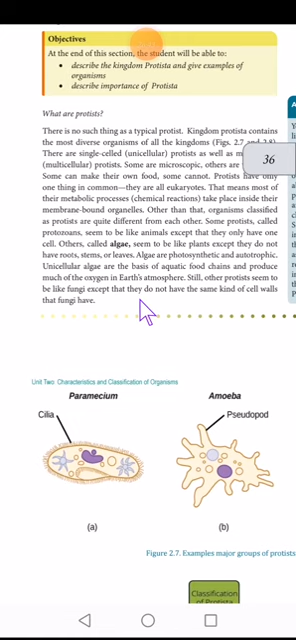 Objectives
At the end of this section, the student will be able to:
• describe the kingdom Protista and give examples of
organisms
• describe importance of Protista
What are protists?
There is no such thing as a typical protist. Kingdom protista contains
the most diverse organisms of all the kingdoms (Figs. 2.7 and 2.8).
There are single-celled (unicellular) protists as well as
(multicellular) protists. Some are microscopic, others are
Some can make their own food, some cannot. Protists have only
one thing in common—they are all eukaryotes. That means most of
their metabolic processes (chemical reactions) take place inside their
membrane-bound organelles. Other than that, organisms classified
as protists are quite different from each other. Some protists, called
protozoans, seem to be like animals except that they only have one
cell. Others, called algae, seem to be like plants except they do not
have roots, stems, or leaves. Algae are photosynthetic and autotrophic.
Unicellular algae are the basis of aquatic food chains and produce
much of the oxygen in Earth's atmosphere. Still, other protists seem to
be like fungi except that they do not have the same kind of cell walls
that fungi have.
36
Unit Two: Characteristics and Classification of Organisms
Paramecium
Amoeba
Cilia
Pseudopod
(a)
(b)
Figure 2.7. Examples major groups of protists
Classification
of Protista